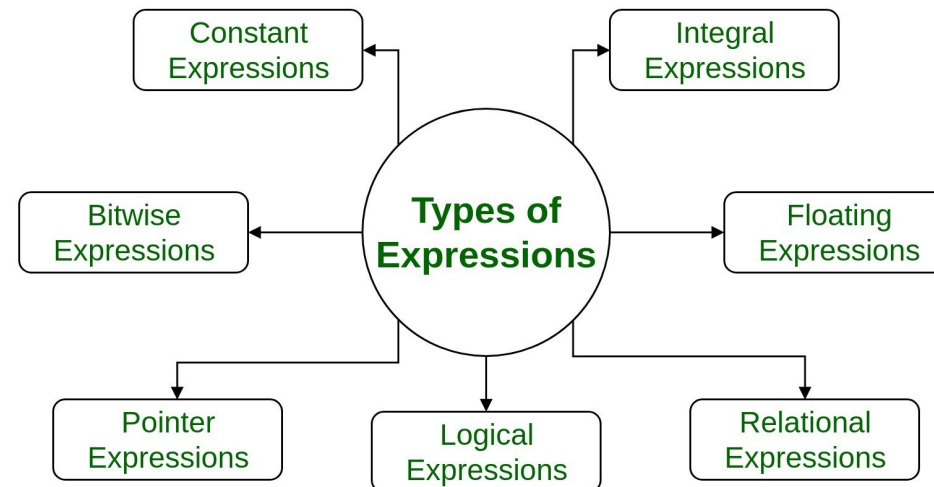 Constant
Expressions
Integral
Expressions
Types of
Expressions
Bitwise
Expressions
Floating
Expressions
Pointer
Expressions
Logical
Expressions
Relational
Expressions